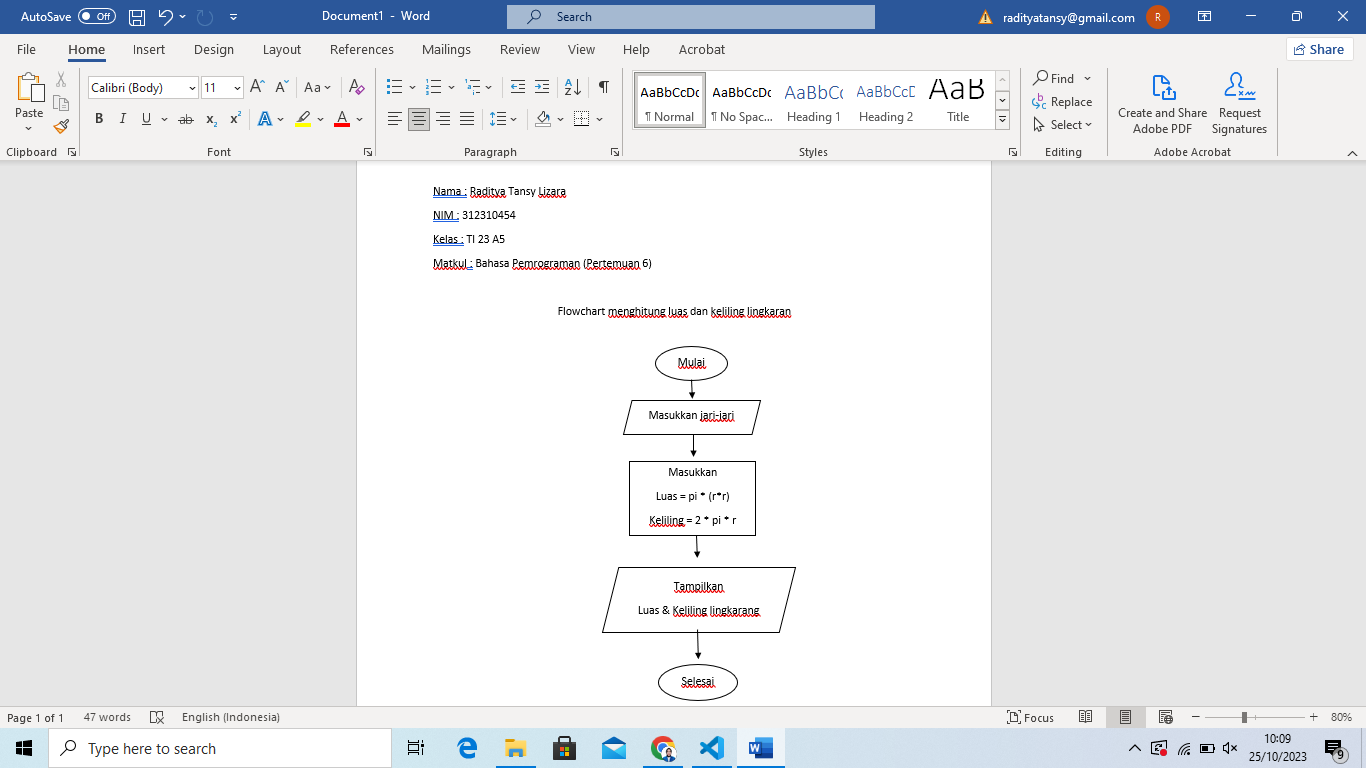 AutoSave Off
Document1 - Word
Search
radityatansy@gmail.com R
File Home Insert Design Layout References Mailings Review View Help Acrobat
Share
Paste
Clipboard
Calibri (Body) 11
Aa
B I U ab x₂ x² A A
Font
Paragraph
AaBbCcDc AaBbCcDc AaBbCc AaBbCcD AaB
¶ Normal ¶ No Spac... Heading 1 Heading 2 Title
Styles
Find
Replace
Select
Editing
Create and Share Adobe PDF
Request Signatures
Adobe Acrobat
Nama : Raditya Tansy Lizara
NIM : 312310454
Kelas : TI 23 A5
Matkul : Bahasa Pemrograman (Pertemuan 6)
Flowchart menghitung luas dan keliling lingkaran
Mulai
Masukkan jari-jari
Masukkan
Luas = pi * (r*r)
Keliling = 2 * pi * r
Tampilkan
Luas & Keliling lingkarang
Selesai
Page 1 of 1 47 words English (Indonesia)
Focus
80%
Type here to search
10:09
25/10/2023
9